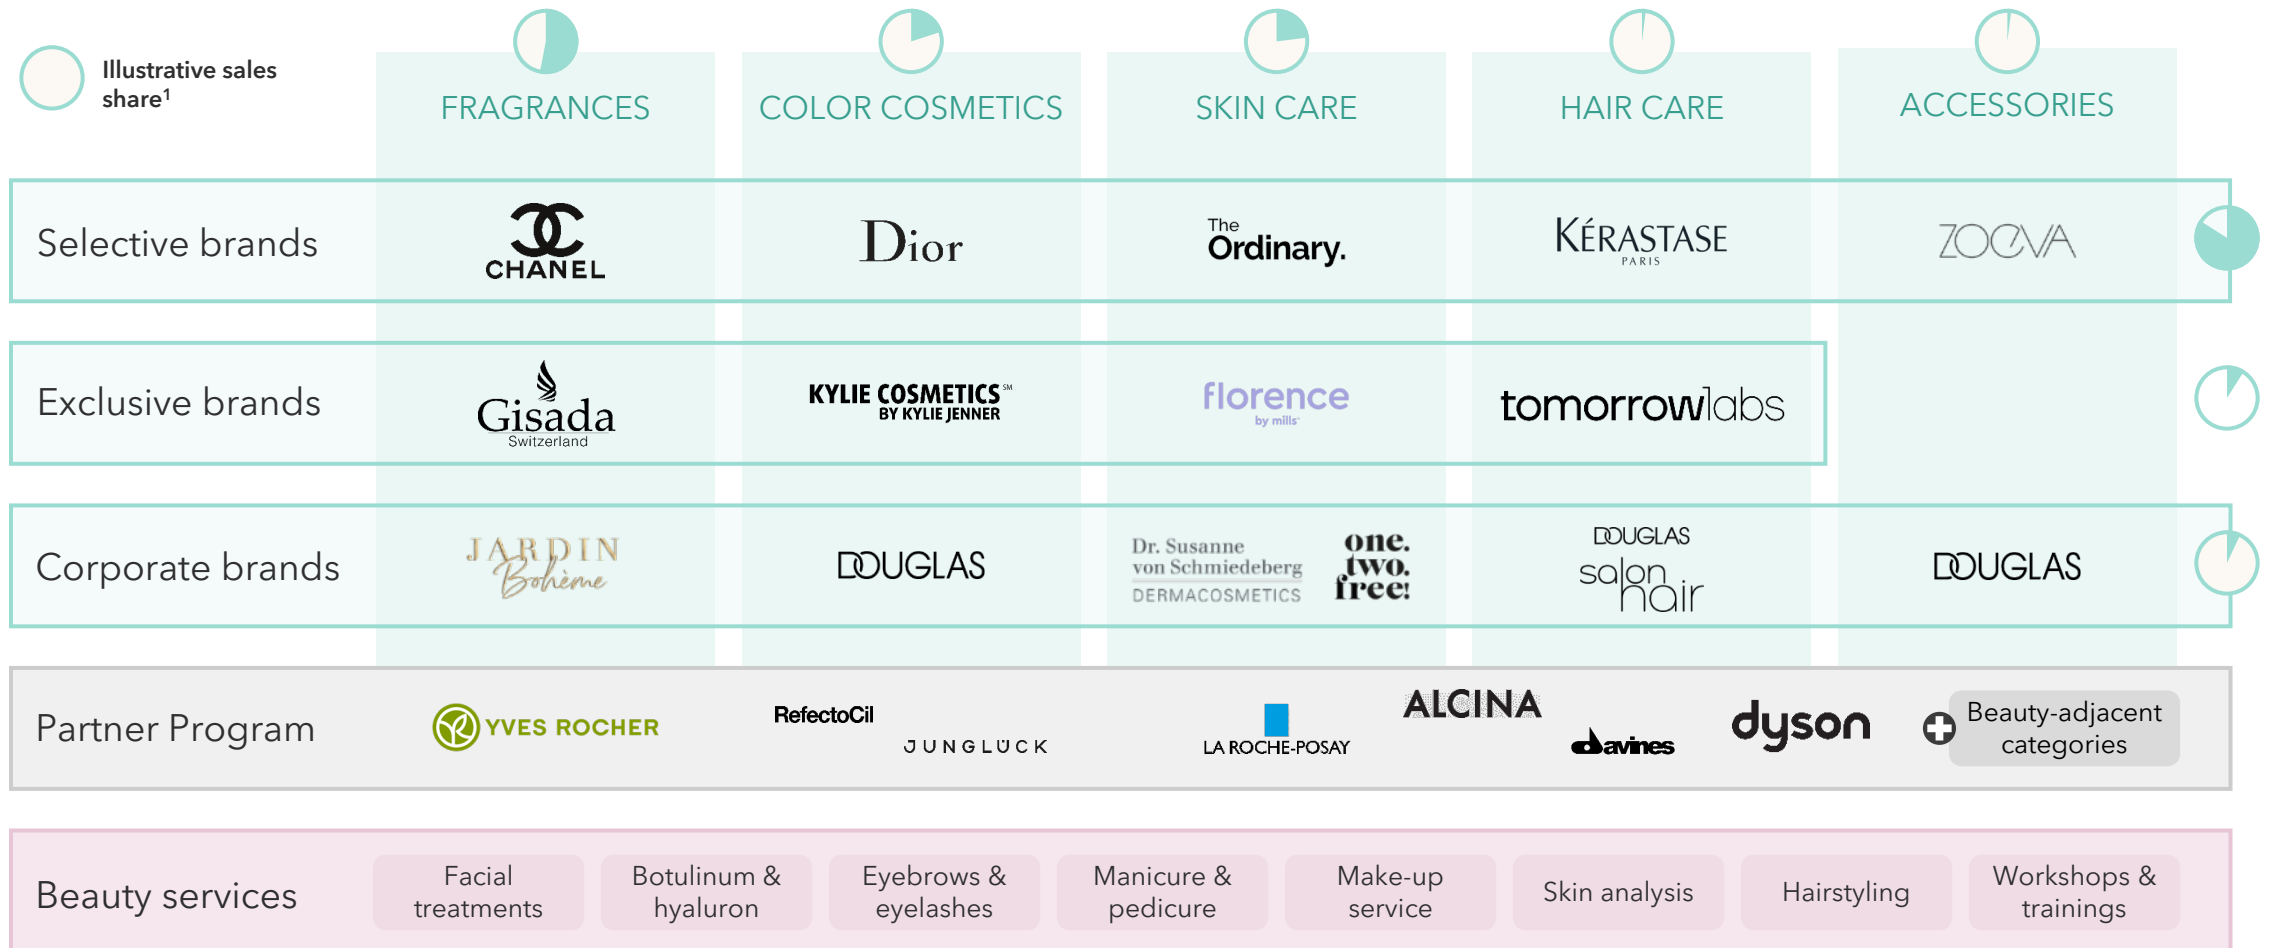 Illustrative sales
share¹
FRAGRANCES
COLOR COSMETICS
SKIN CARE
HAIR CARE
ACCESSORIES
Selective brands
CHANEL
Dior
The
Ordinary.
KÉRASTASE
PARIS
ZOEVA
Exclusive brands
Gisada
Switzerland
KYLIE COSMETICS℠
BY KYLIE JENNER
florence
by mills™
tomorrowlabs
Corporate brands
JARDIN
Bohème
DOUGLAS
Dr. Susanne
von Schmiedeberg
DERMACOSMETICS
one.
two.
free!
DOUGLAS
salon
hair
DOUGLAS
Partner Program
YVES ROCHER
RefectoCil
JUNGLÜCK
LA ROCHE-POSAY
ALCINA
davines
dyson
Beauty-adjacent
categories
Beauty services
Facial
treatments
Botulinum &
hyaluron
Eyebrows &
eyelashes
Manicure &
pedicure
Make-up
service
Skin analysis
Hairstyling
Workshops &
trainings